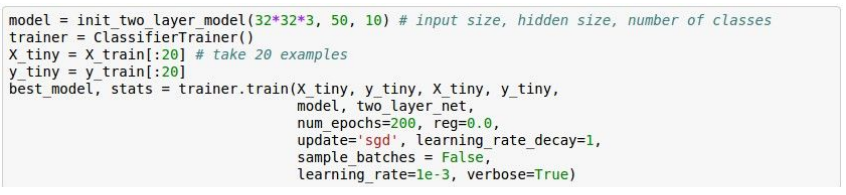 model = init_two_layer_model(32*32*3, 50, 10) # input size, hidden size, number of classes
trainer = ClassifierTrainer()
X_tiny = X_train[:20] # take 20 examples
y_tiny = y_train[:20]
best_model, stats = trainer.train(X_tiny, y_tiny, X_tiny, y_tiny,
                                  model, two_layer_net,
                                  num_epochs=200, reg=0.0,
                                  update='sgd', learning_rate_decay=1,
                                  sample_batches = False,
                                  learning_rate=1e-3, verbose=True)